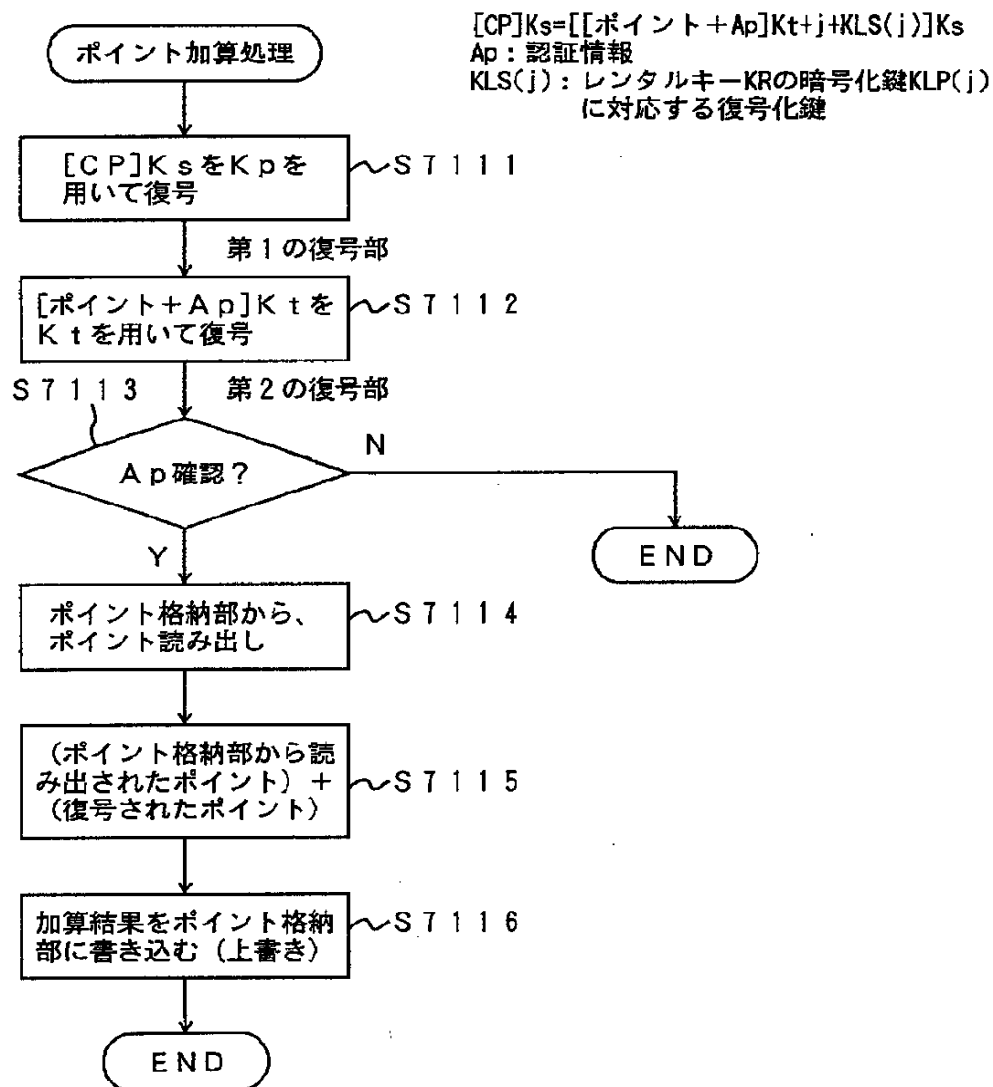 [CP]Ks=[[ポイント+Ap]Kt+j+KLS(j)]Ks
Ap:認証情報
KLS(j):レンタルキーKRの暗号化鍵KLP(j)
に対応する復号化鍵
ポイント加算処理
[CP]KsをKpを
用いて復号
S7111
第1の復号部
[ポイント+Ap]Ktを
Ktを用いて復号
S7112
第2の復号部
S7113
Ap確認?
N
END
Y
ポイント格納部から、
ポイント読み出し
S7114
(ポイント格納部から読
み出されたポイント)+
(復号されたポイント)
S7115
加算結果をポイント格納
部に書き込む(上書き)
S7116
END